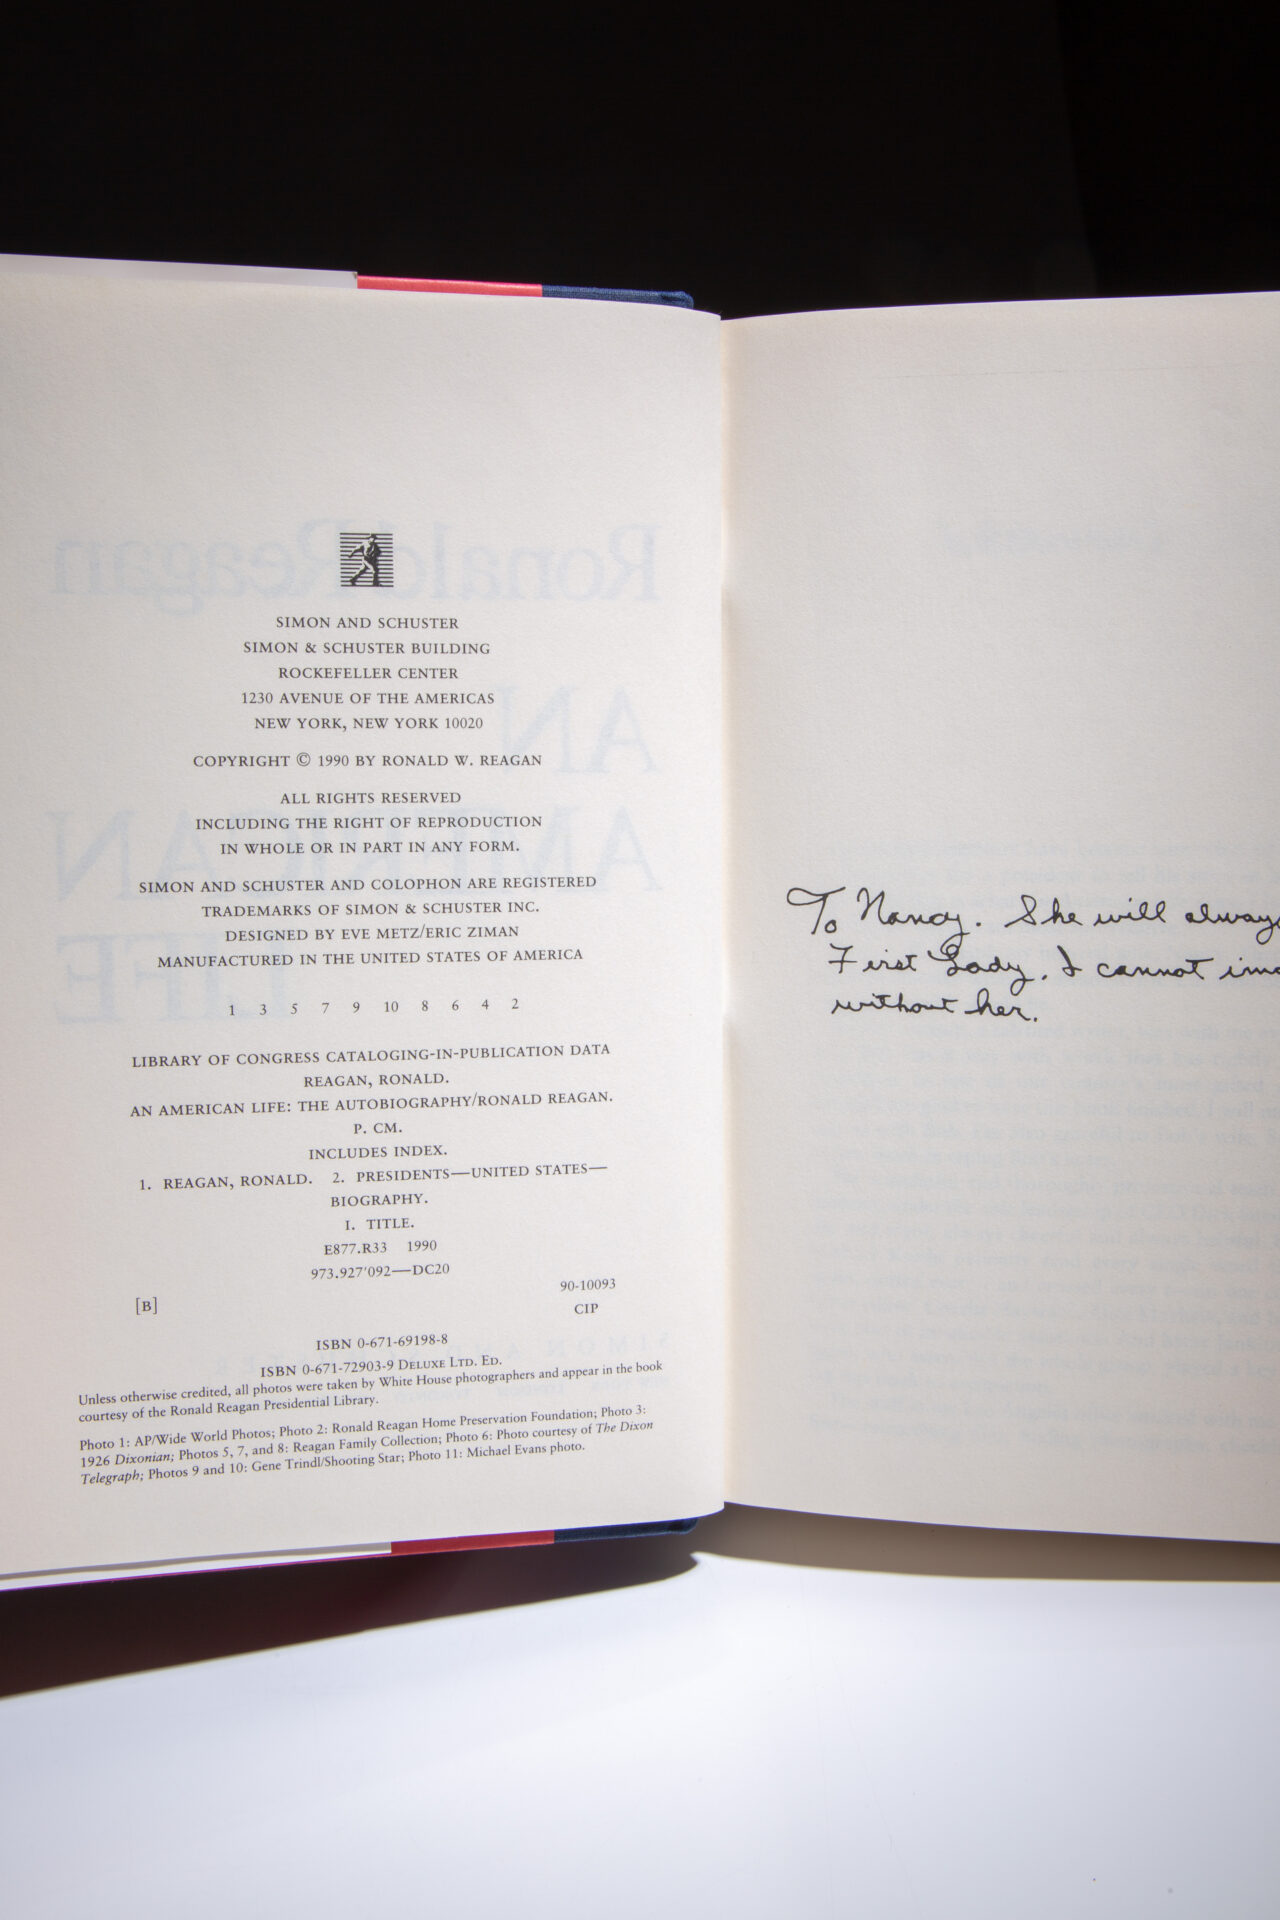 SIMON AND SCHUSTER
SIMON & SCHUSTER BUILDING
ROCKEFELLER CENTER
1230 AVENUE OF THE AMERICAS
NEW YORK, NEW YORK 10020
COPYRIGHT © 1990 BY RONALD W. REAGAN
ALL RIGHTS RESERVED
INCLUDING THE RIGHT OF REPRODUCTION
IN WHOLE OR IN PART IN ANY FORM.
SIMON AND SCHUSTER AND COLOPHON ARE REGISTERED
TRADEMARKS OF SIMON & SCHUSTER INC.
DESIGNED BY EVE METZ/ERIC ZIMAN
MANUFACTURED IN THE UNITED STATES OF AMERICA
1 3 5 7 9 10 8 6 4 2
LIBRARY OF CONGRESS CATALOGING-IN-PUBLICATION DATA
REAGAN, RONALD.
AN AMERICAN LIFE: THE AUTOBIOGRAPHY/RONALD REAGAN.
P. CM.
INCLUDES INDEX.
1. REAGAN, RONALD. 2. PRESIDENTS—UNITED STATES—
BIOGRAPHY.
I. TITLE.
E877.R33 1990
973.927'092—DC20
90-10093
[B] CIP
ISBN 0-671-69198-8
ISBN 0-671-72903-9 DELUXE LTD. ED.
Unless otherwise credited, all photos were taken by White House photographers and appear in the book
courtesy of the Ronald Reagan Presidential Library.
Photo 1: AP/Wide World Photos; Photo 2: Ronald Reagan Home Preservation Foundation; Photo 3:
1926 Dixonian; Photos 5, 7, and 8: Reagan Family Collection; Photo 6: Photo courtesy of The Dixon
Telegraph; Photos 9 and 10: Gene Trindl/Shooting Star; Photo 11: Michael Evans photo.
To Nancy. She will always
First Lady. I cannot
without her.